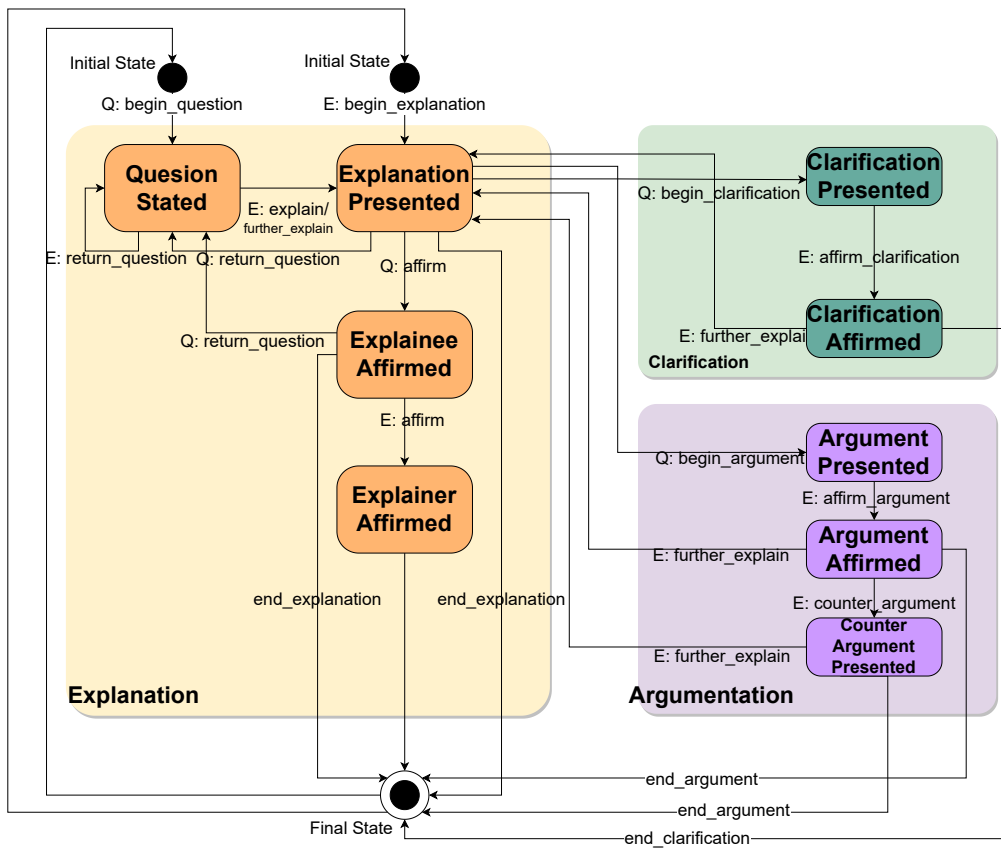 Initial State
Initial State
Q: begin_question
E: begin_explanation
Quesion
Stated
Explanation
Presented
Clarification
Presented
E: explain/
further_explain
Q: begin_clarification
E: return_question
Q: return_question
Q: affirm
E: affirm_clarification
Clarification
Affirmed
Q: return_question
Explainee
Affirmed
E: further_explai
Clarification
E: affirm
Argument
Presented
Q: begin_argument
Explainer
Affirmed
E: affirm_argument
Argument
Affirmed
E: further_explain
end_explanation
end_explanation
E: counter_argument
Counter
Argument
Presented
E: further_explain
Explanation
Argumentation
end_argument
end_argument
Final State
end_clarification